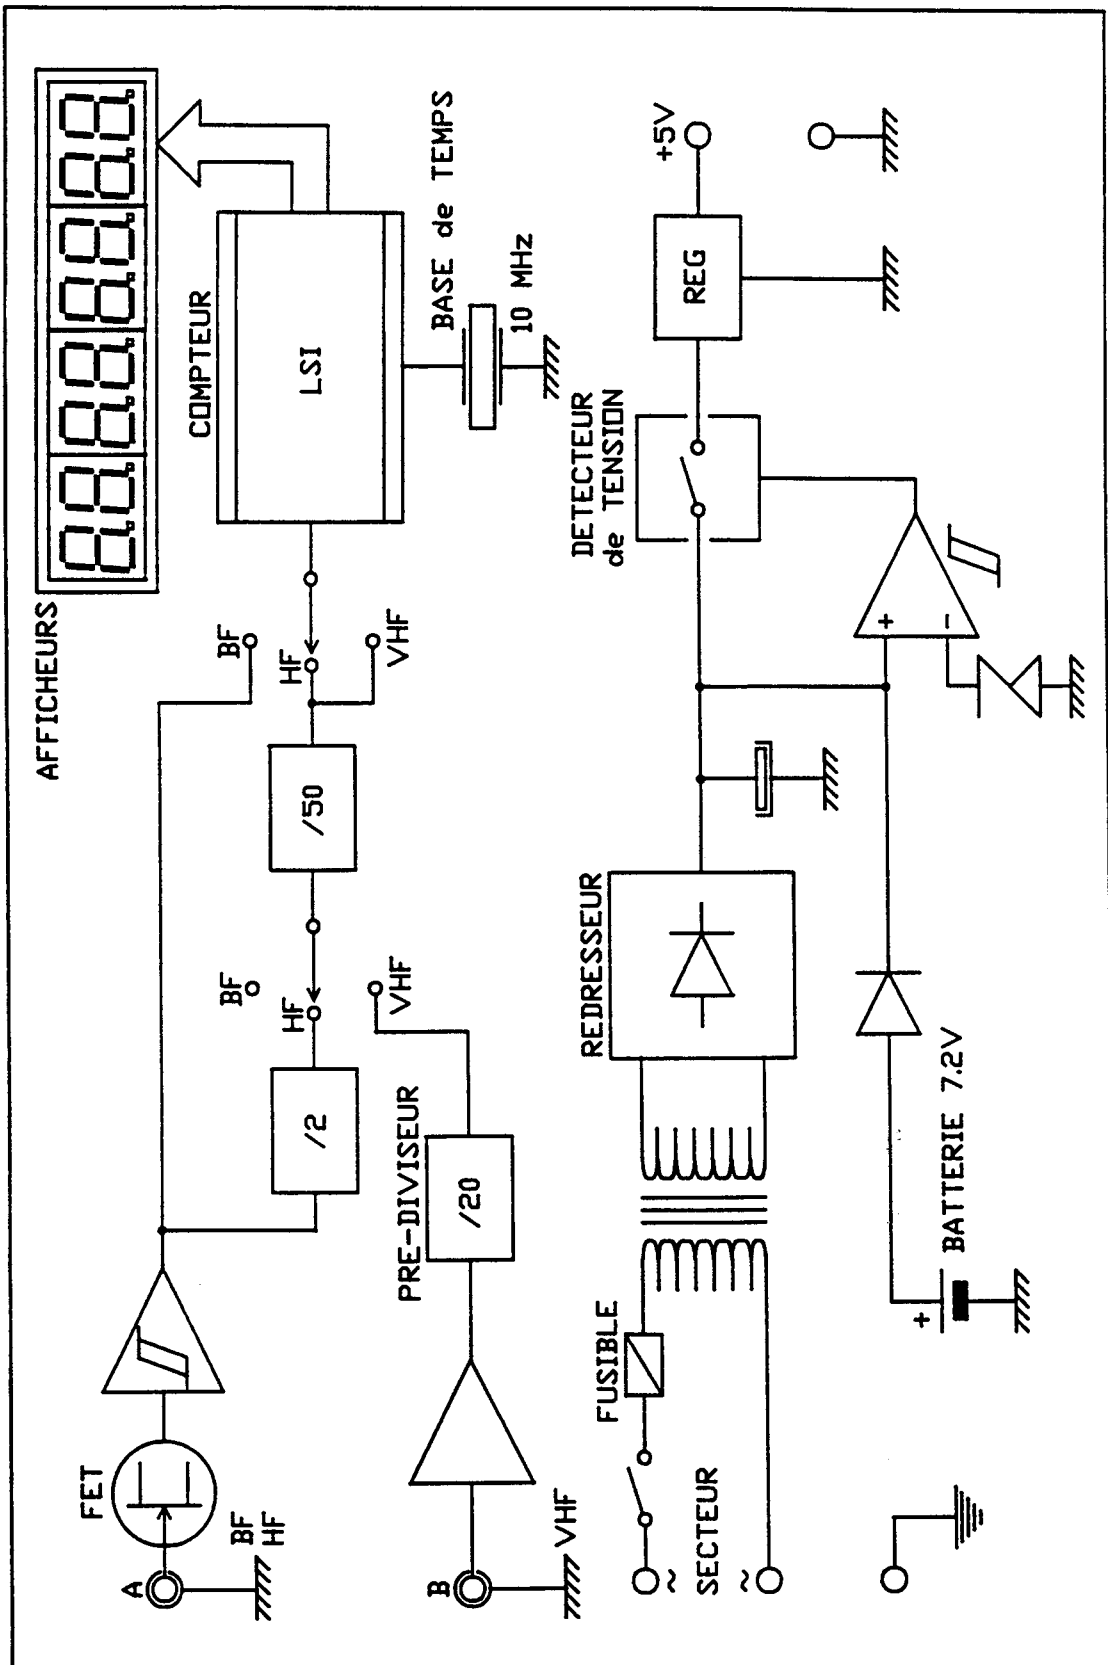 AFFICHEURS
COMPTEUR
LSI
BASE de TEMPS
10 MHz
BF
HF
VHF
/50
BF
HF
VHF
/2
PRE-DIVISEUR
/20
FET
A
BF
HF
B
VHF
+5V
REG
DETECTEUR
de TENSION
+
-
REDRESSEUR
FUSIBLE
~
SECTEUR
~
+
BATTERIE 7.2V